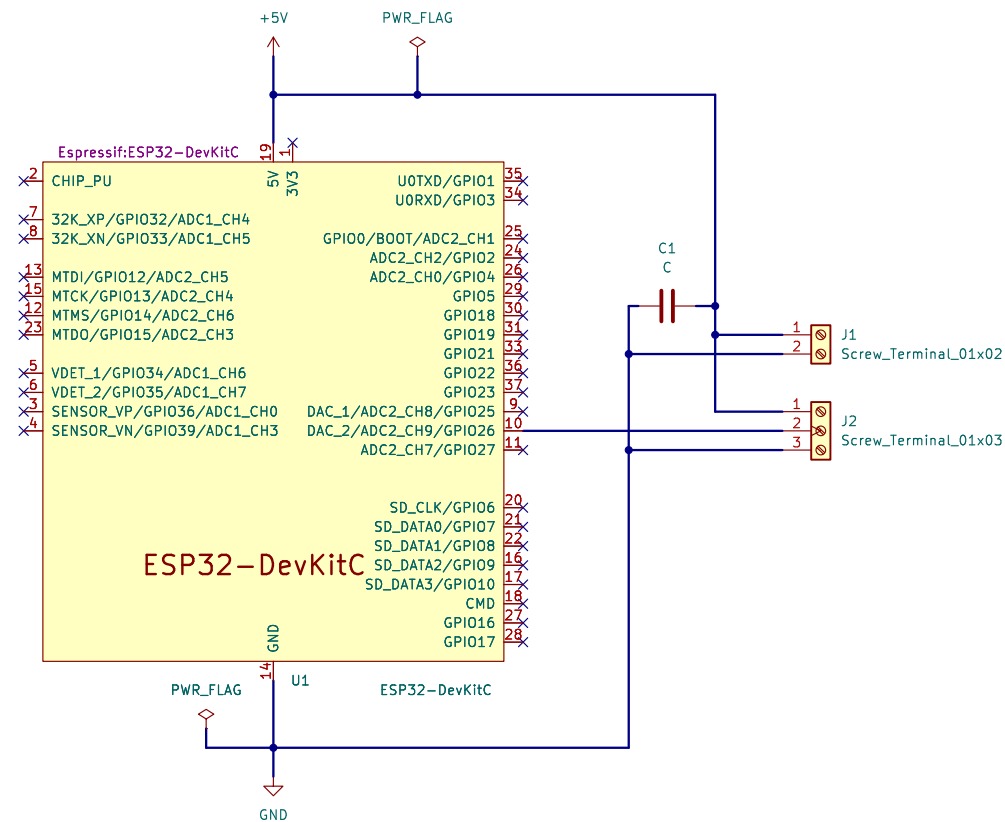 +5V
PWR_FLAG
Espressif:ESP32-DevKitC
19
1
5V
3V3
2 CHIP_PU
7 32K_XP/GPIO32/ADC1_CH4
8 32K_XN/GPIO33/ADC1_CH5
13 MTDI/GPIO12/ADC2_CH5
15 MTCK/GPIO13/ADC2_CH4
12 MTMS/GPIO14/ADC2_CH6
23 MTDO/GPIO15/ADC2_CH3
5 VDET_1/GPIO34/ADC1_CH6
6 VDET_2/GPIO35/ADC1_CH7
3 SENSOR_VP/GPIO36/ADC1_CH0
4 SENSOR_VN/GPIO39/ADC1_CH3
U0TXD/GPIO1 35
U0RXD/GPIO3 34
GPIO0/BOOT/ADC2_CH1 25
ADC2_CH2/GPIO2 24
ADC2_CH0/GPIO4 26
GPIO5 29
GPIO18 30
GPIO19 31
GPIO21 33
GPIO22 36
GPIO23 37
DAC_1/ADC2_CH8/GPIO25 9
DAC_2/ADC2_CH9/GPIO26 10
ADC2_CH7/GPIO27 11
SD_CLK/GPIO6 20
SD_DATA0/GPIO7 21
SD_DATA1/GPIO8 22
SD_DATA2/GPIO9 16
SD_DATA3/GPIO10 17
CMD 18
GPIO16 27
GPIO17 28
ESP32-DevKitC
GND
14
U1
ESP32-DevKitC
PWR_FLAG
GND
C1
C
1
2
J1
Screw_Terminal_01x02
1
2
3
J2
Screw_Terminal_01x03